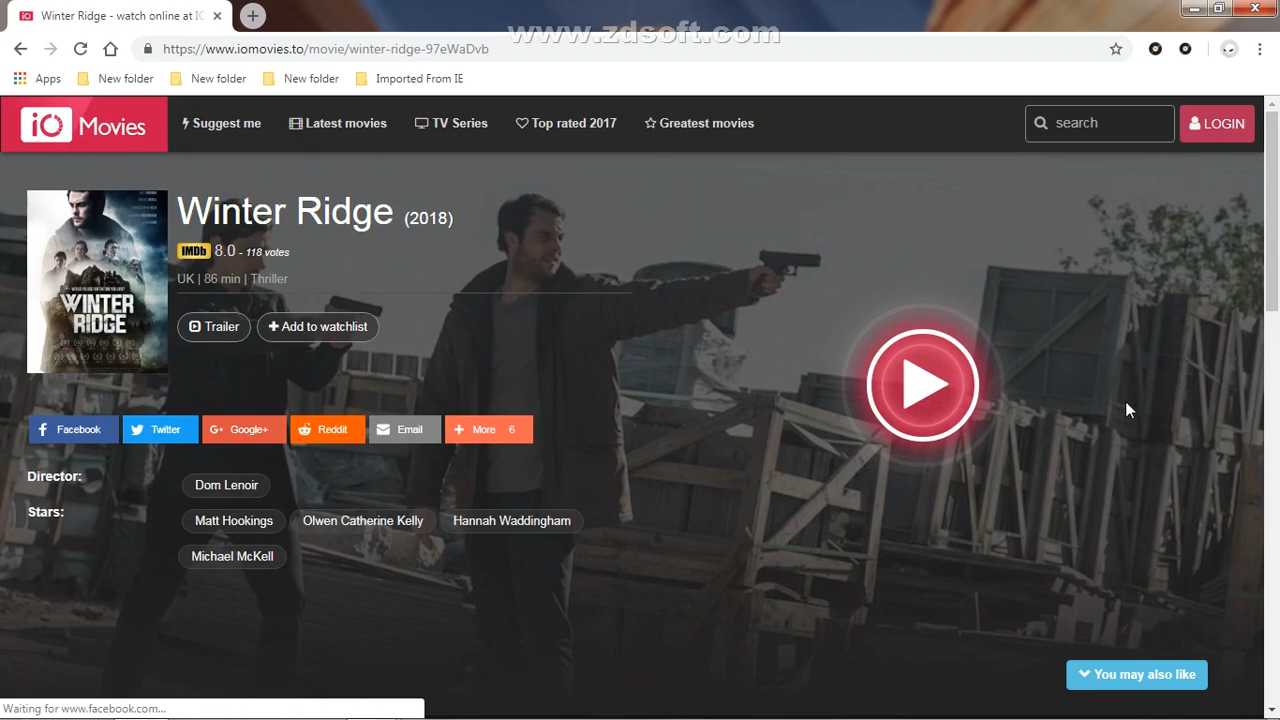 Winter Ridge - watch online at IO
www.zdsoft.com
https://www.iomovies.to/movie/winter-ridge-97eWaDvb
Apps New folder New folder New folder Imported From IE
iO Movies Suggest me Latest movies TV Series Top rated 2017 Greatest movies search LOGIN
Winter Ridge (2018)
IMDb 8.0 - 118 votes
UK | 86 min | Thriller
Trailer + Add to watchlist
WINTER
RIDGE
Facebook Twitter G+ Google+ Reddit Email + More 6
Director: Dom Lenoir
Stars: Matt Hookings Olwen Catherine Kelly Hannah Waddingham
Michael McKell
You may also like
Waiting for www.facebook.com...